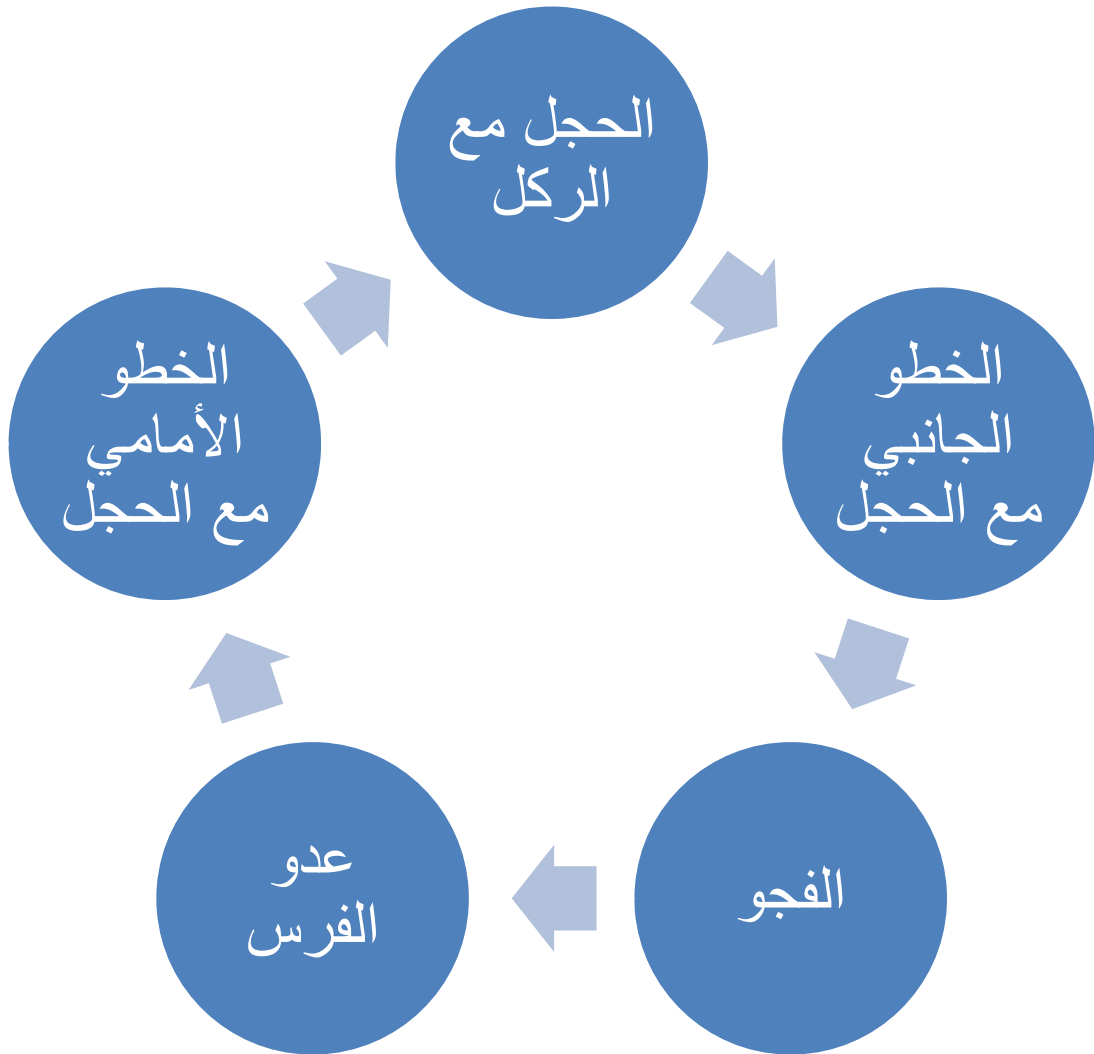 الحجل مع
الركل
الخطو
الجانبي
مع الحجل
الفجو
عدو
الفرس
الخطو
الأمامي
مع الحجل